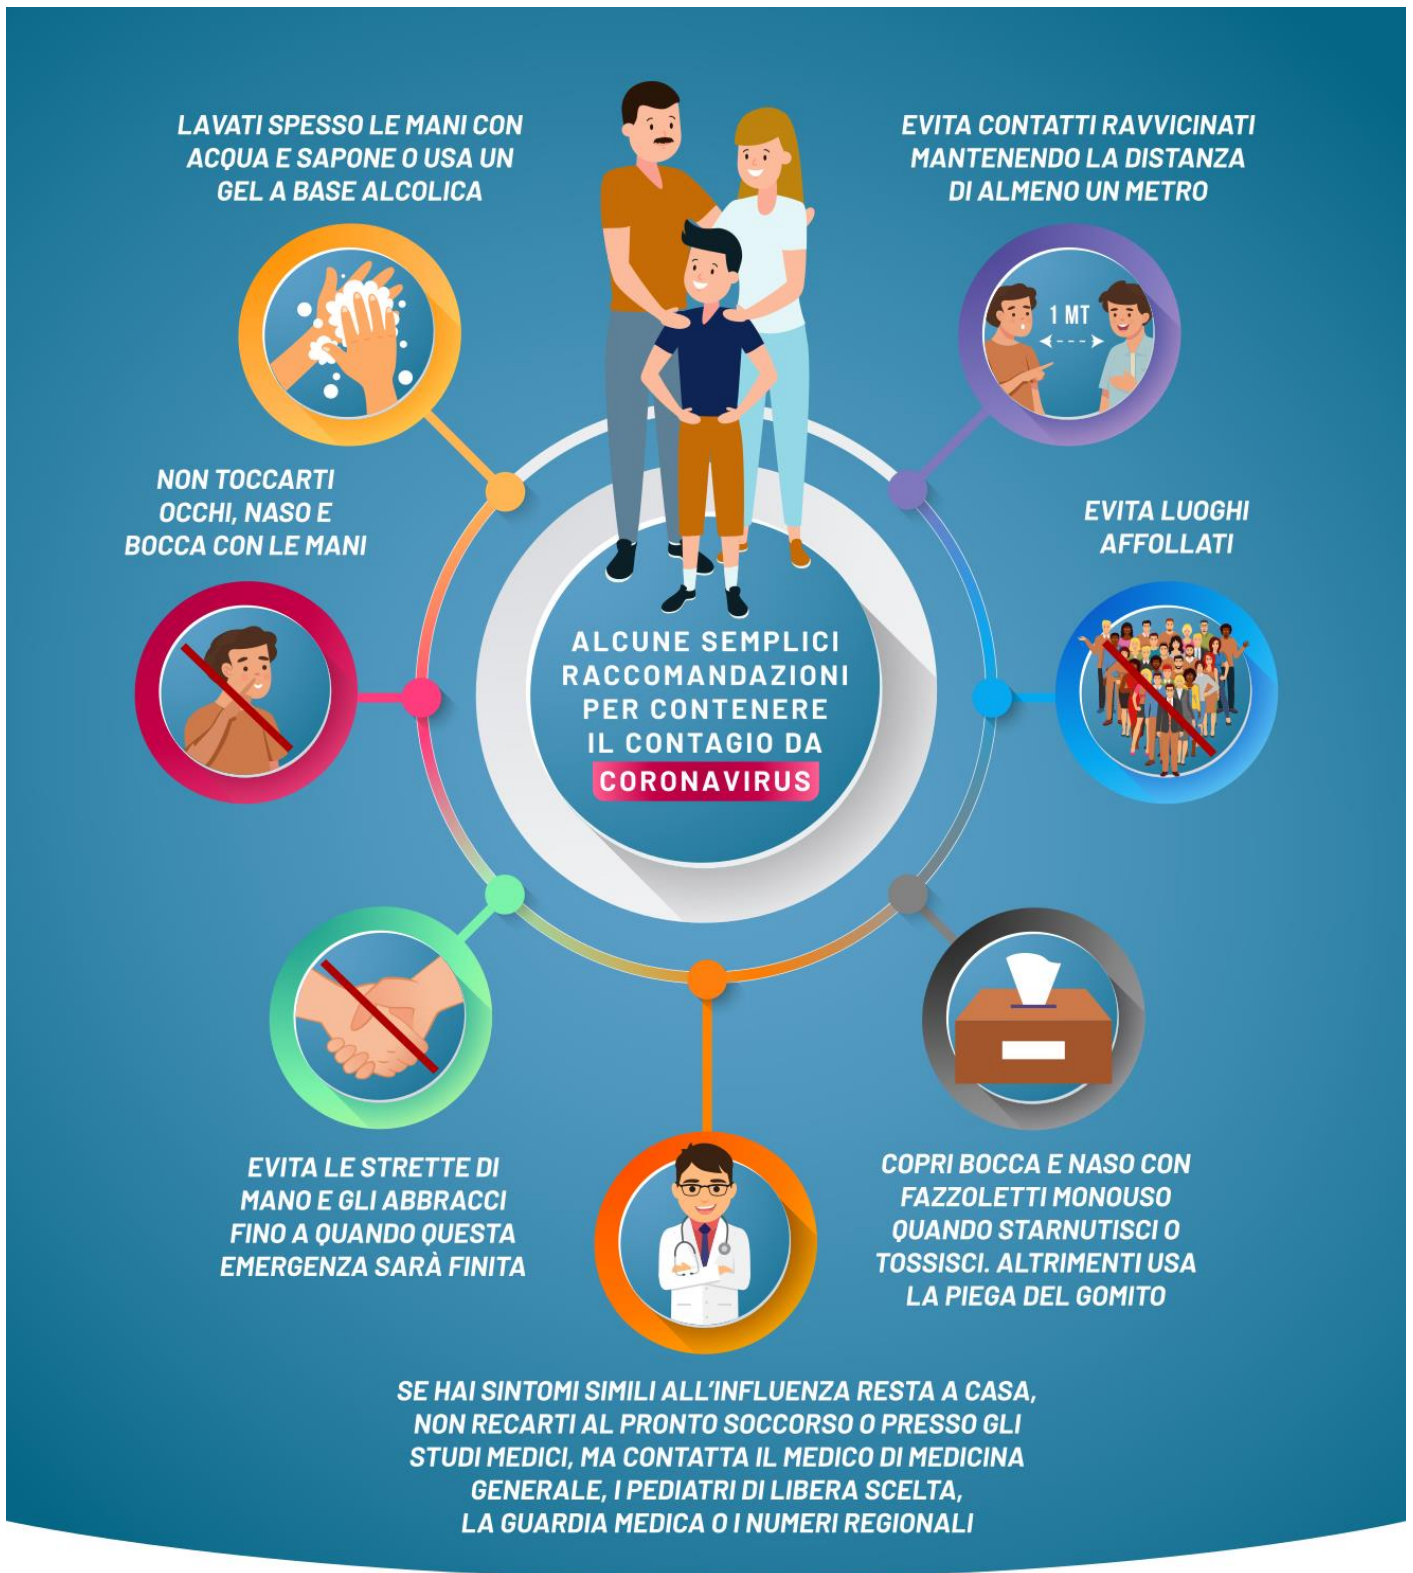 LAVATI SPESSO LE MANI CON
ACQUA E SAPONE O USA UN
GEL A BASE ALCOLICA
EVITA CONTATTI RAVVICINATI
MANTENENDO LA DISTANZA
DI ALMENO UN METRO
1 MT
NON TOCCARTI
OCCHI, NASO E
BOCCA CON LE MANI
EVITA LUOGHI
AFFOLLATI
ALCUNE SEMPLICI
RACCOMANDAZIONI
PER CONTENERE
IL CONTAGIO DA
CORONAVIRUS
EVITA LE STRETTE DI
MANO E GLI ABBRACCI
FINO A QUANDO QUESTA
EMERGENZA SARÀ FINITA
COPRI BOCCA E NASO CON
FAZZOLETTI MONOUSO
QUANDO STARNUTISCI O
TOSSISCI. ALTRIMENTI USA
LA PIEGA DEL GOMITO
SE HAI SINTOMI SIMILI ALL'INFLUENZA RESTA A CASA,
NON RECARTI AL PRONTO SOCCORSO O PRESSO GLI
STUDI MEDICI, MA CONTATTA IL MEDICO DI MEDICINA
GENERALE, I PEDIATRI DI LIBERA SCELTA,
LA GUARDIA MEDICA O I NUMERI REGIONALI